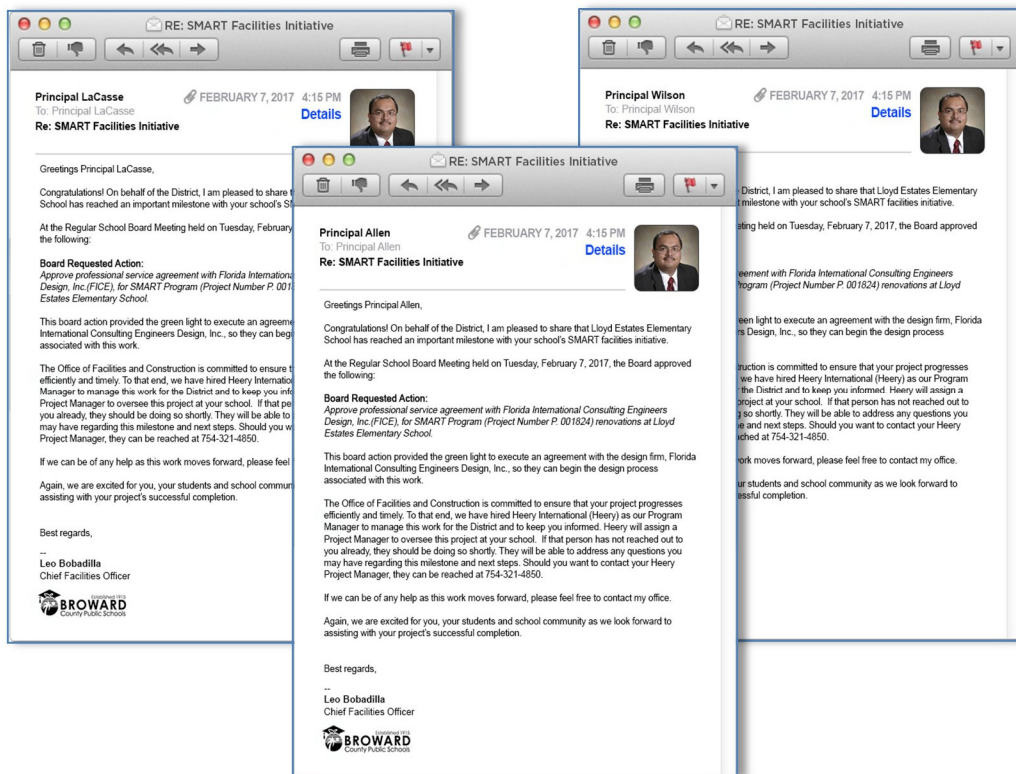 RE: SMART Facilities Initiative
Principal LaCasse
FEBRUARY 7, 2017 4:15 PM
To: Principal LaCasse
Details
Re: SMART Facilities Initiative
Greetings Principal LaCasse,
Congratulations! On behalf of the District, I am pleased to share
School has reached an important milestone with your school's
At the Regular School Board Meeting held on Tuesday, February
the following:
Board Requested Action:
Approve professional service agreement with Florida
Design, Inc.(FICE), for SMART Program (Project Number P.
Estates Elementary School.
This board action provided the green light to execute an
International Consulting Engineers Design, Inc., so they can
associated with this work.
The Office of Facilities and Construction is committed to ensure
efficiently and timely. To that end, we have hired Heery
Manager to manage this work for the District and to keep you
Project Manager to oversee this project at your school. If that
you already, they should be doing so shortly. They will be able to
may have regarding this milestone and next steps. Should you
Project Manager, they can be reached at 754-321-4850.
If we can be of any help as this work moves forward, please feel
Again, we are excited for you, your students and school
assisting with your project's successful completion.
Best regards,
--
Leo Bobadilla
Chief Facilities Officer
Established 1915
BROWARD
County Public Schools
RE: SMART Facilities Initiative
Principal Allen
FEBRUARY 7, 2017 4:15 PM
To: Principal Allen
Details
Re: SMART Facilities Initiative
Greetings Principal Allen,
Congratulations! On behalf of the District, I am pleased to share that Lloyd Estates Elementary
School has reached an important milestone with your school's SMART facilities initiative.
At the Regular School Board Meeting held on Tuesday, February 7, 2017, the Board approved
the following:
Board Requested Action:
Approve professional service agreement with Florida International Consulting Engineers
Design, Inc.(FICE), for SMART Program (Project Number P. 001824) renovations at Lloyd
Estates Elementary School.
This board action provided the green light to execute an agreement with the design firm, Florida
International Consulting Engineers Design, Inc., so they can begin the design process
associated with this work.
The Office of Facilities and Construction is committed to ensure that your project progresses
efficiently and timely. To that end, we have hired Heery International (Heery) as our Program
Manager to manage this work for the District and to keep you informed. Heery will assign a
Project Manager to oversee this project at your school. If that person has not reached out to
you already, they should be doing so shortly. They will be able to address any questions you
may have regarding this milestone and next steps. Should you want to contact your Heery
Project Manager, they can be reached at 754-321-4850.
If we can be of any help as this work moves forward, please feel free to contact my office.
Again, we are excited for you, your students and school community as we look forward to
assisting with your project's successful completion.
Best regards,
--
Leo Bobadilla
Chief Facilities Officer
Established 1915
BROWARD
County Public Schools
RE: SMART Facilities Initiative
Principal Wilson
FEBRUARY 7, 2017 4:15 PM
To: Principal Wilson
Details
Re: SMART Facilities Initiative
District, I am pleased to share that Lloyd Estates Elementary
milestone with your school's SMART facilities initiative.
held on Tuesday, February 7, 2017, the Board approved
with Florida International Consulting Engineers
(Project Number P. 001824) renovations at Lloyd
light to execute an agreement with the design firm, Florida
Design, Inc., so they can begin the design process
is committed to ensure that your project progresses
we have hired Heery International (Heery) as our Program
the District and to keep you informed. Heery will assign a
project at your school. If that person has not reached out to
so shortly. They will be able to address any questions you
and next steps. Should you want to contact your Heery
at 754-321-4850.
moves forward, please feel free to contact my office.
students and school community as we look forward to
completion.